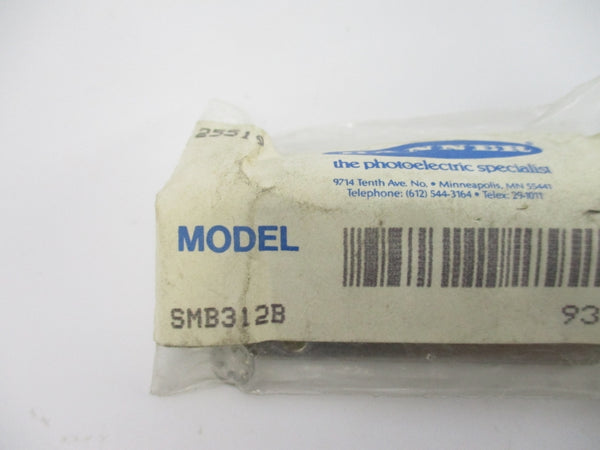 25519
BANNER
the photoelectric specialist
9714 Tenth Ave. No. • Minneapolis, MN 55441
Telephone: (612) 544-3164 • Telex: 29-1011
MODEL
SMB312B
93